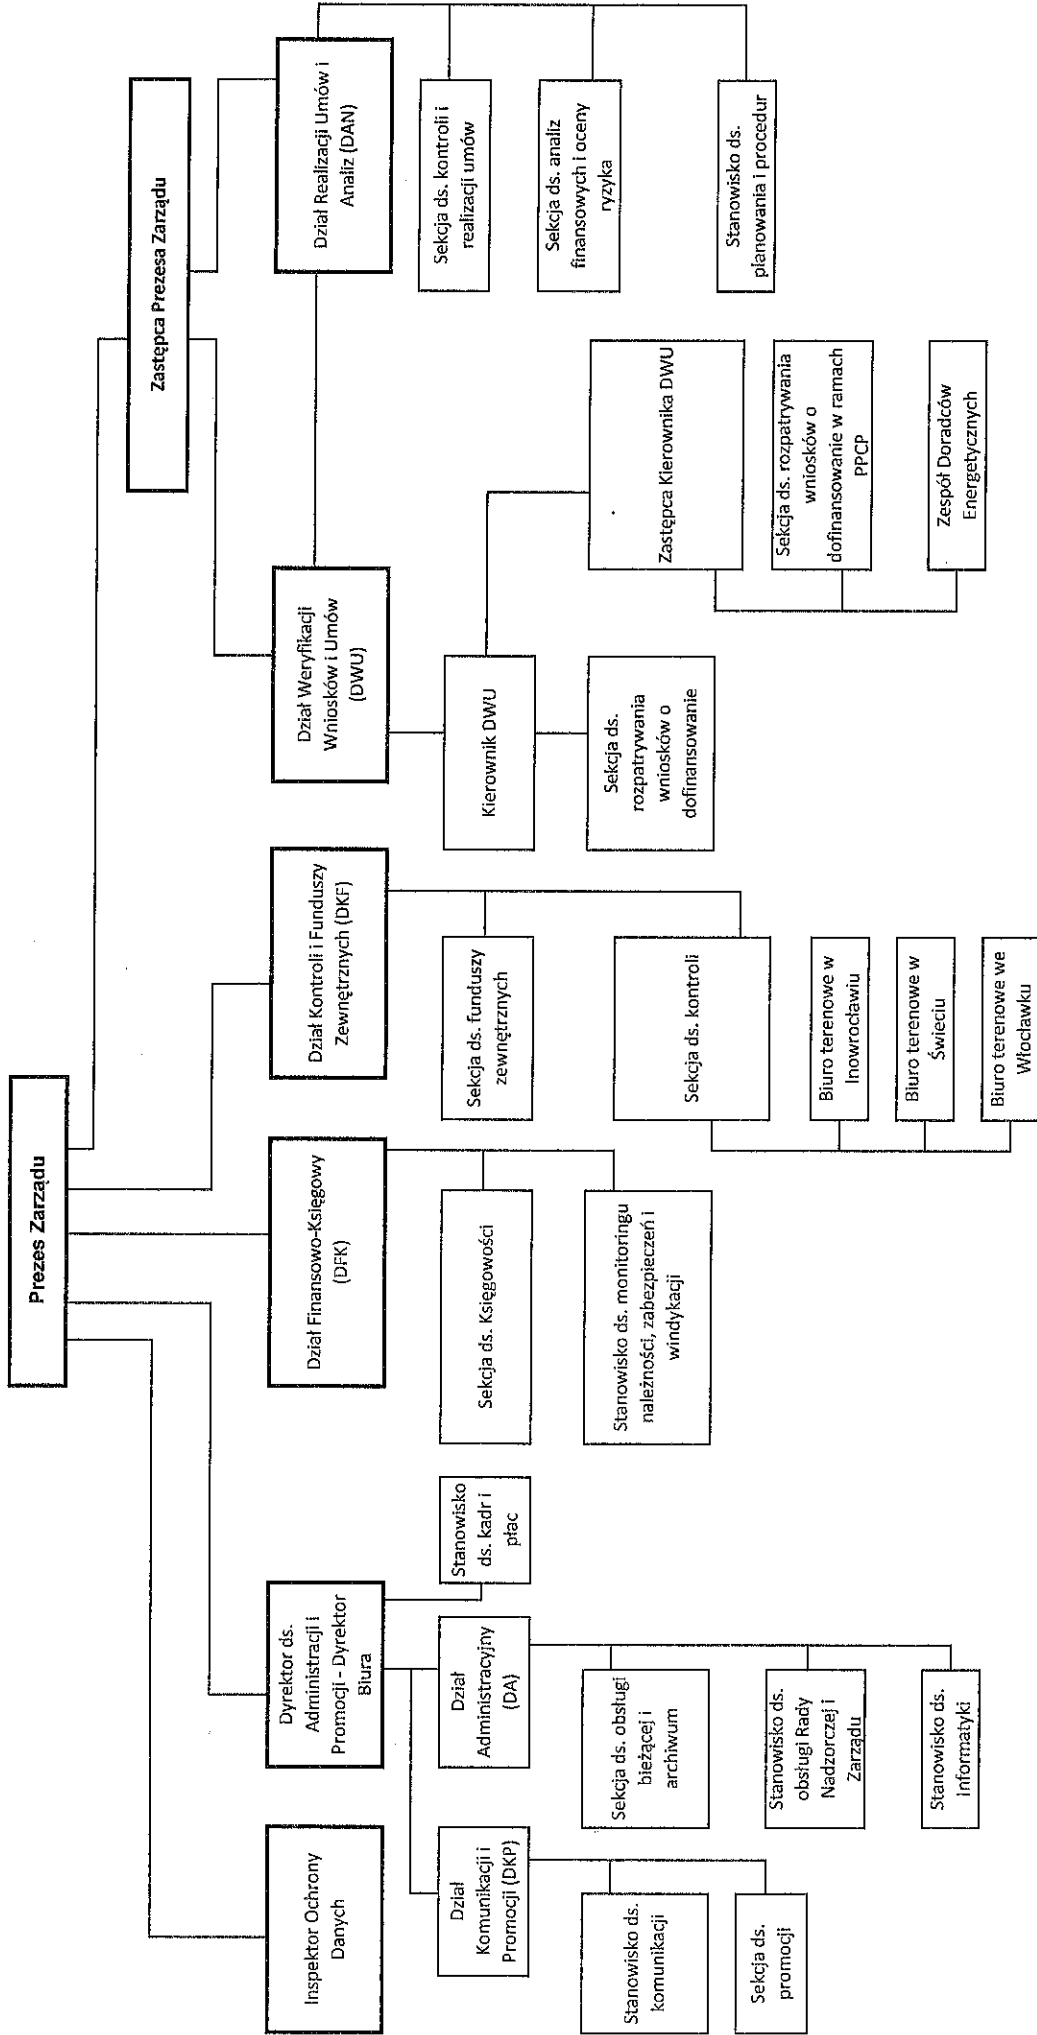 Prezes Zarządu
Zastępca Prezesa Zarządu
Inspektor Ochrony
Danych
Dyrektor ds.
Administracji i
Promocji - Dyrektor
Biura
Dział Finansowo-Księgowy
(DFK)
Dział Kontroli i Funduszy
Zewnętrznych (DKF)
Dział Weryfikacji
Wniosków i Umów
(DWU)
Dział Realizacji Umów i
Analiz (DAN)
Dział
Komunikacji i
Promocji (DKP)
Dział
Administracyjny
(DA)
Stanowisko
ds. kadr i
płac
Stanowisko ds.
komunikacji
Sekcja ds.
promocji
Sekcja ds. obsługi
bieżącej i
archiwum
Stanowisko ds.
obsługi Rady
Nadzorczej i
Zarządu
Stanowisko ds.
informatyki
Sekcja ds. Księgowości
Stanowisko ds. monitoringu
należności, zabezpieczeń i
windykacji
Sekcja ds. funduszy
zewnętrznych
Sekcja ds. kontroli
Biuro terenowe w
Inowrocławiu
Biuro terenowe w
Świeciu
Biuro terenowe we
Włocławku
Kierownik DWU
Sekcja ds.
rozpatrywania
wniosków o
dofinansowanie
Zastępca Kierownika DWU
Sekcja ds. rozpatrywania
wniosków o
dofinansowanie w ramach
PPCP
Zespół Doradców
Energetycznych
Sekcja ds. kontroli i
realizacji umów
Sekcja ds. analiz
finansowych i oceny
ryzyka
Stanowisko ds.
planowania i procedur